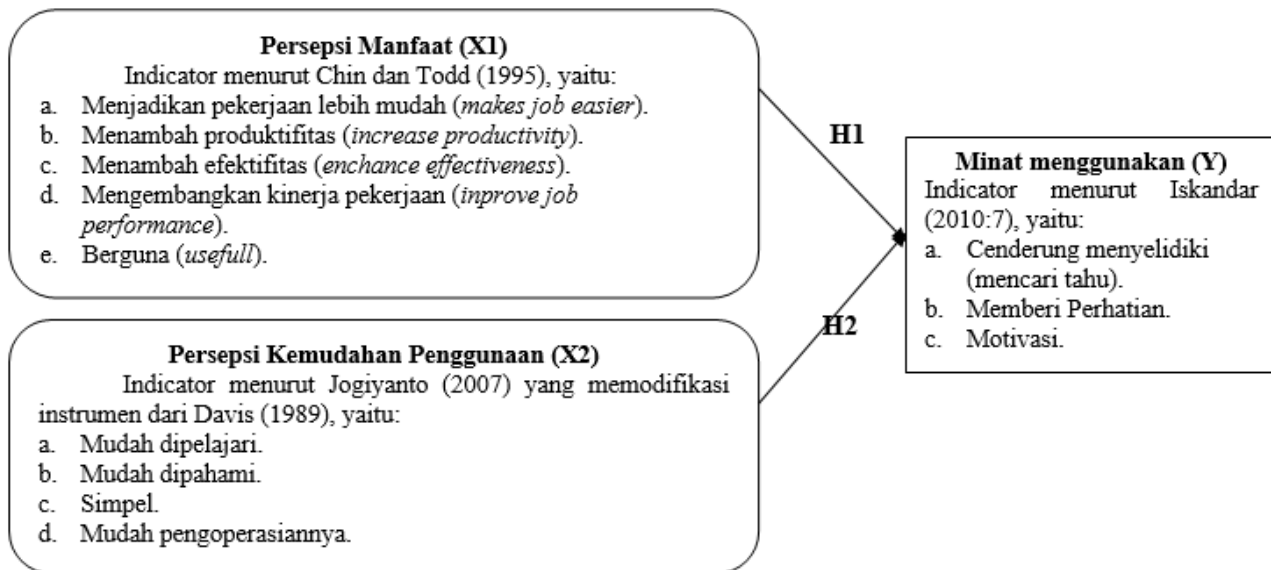 Persepsi Manfaat (X1)
Indicator menurut Chin dan Todd (1995), yaitu:
a. Menjadikan pekerjaan lebih mudah (makes job easier).
b. Menambah produktifitas (increase productivity).
c. Menambah efektifitas (enchance effectiveness).
d. Mengembangkan kinerja pekerjaan (inprove job
performance).
e. Berguna (usefull).
H1
Minat menggunakan (Y)
Indicator menurut Iskandar
(2010:7), yaitu:
a. Cenderung menyelidiki
(mencari tahu).
b. Memberi Perhatian.
c. Motivasi.
H2
Persepsi Kemudahan Penggunaan (X2)
Indicator menurut Jogiyanto (2007) yang memodifikasi
instrumen dari Davis (1989), yaitu:
a. Mudah dipelajari.
b. Mudah dipahami.
c. Simpel.
d. Mudah pengoperasiannya.